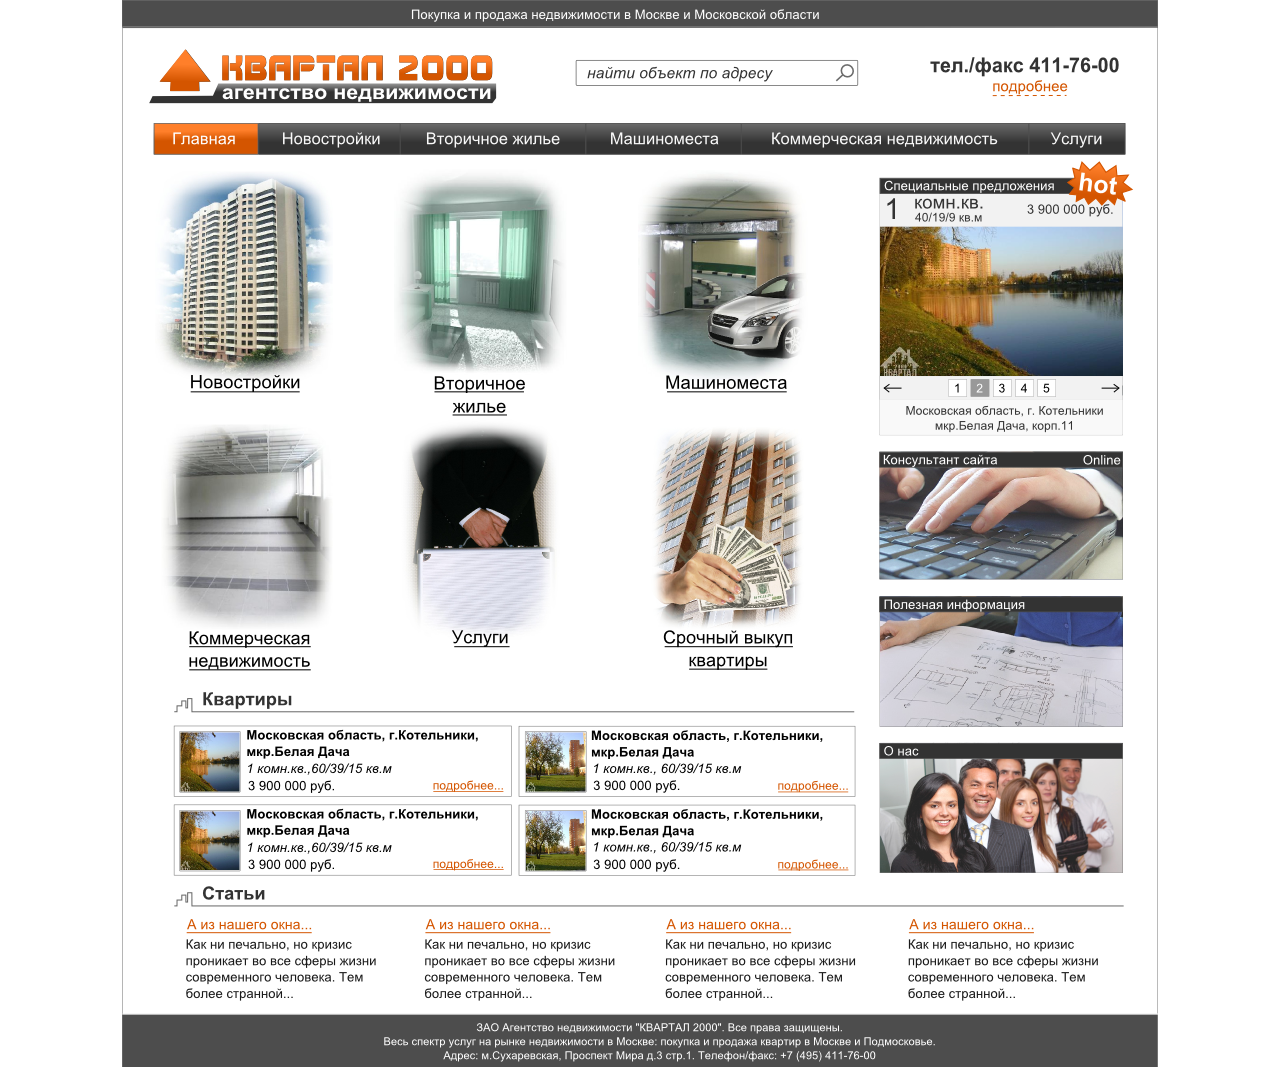 Покупка и продажа недвижимости в Москве и Московской области
КВАРТАЛ 2000
агентство недвижимости
найти объект по адресу
тел./факс 411-76-00
подробнее
Главная
Новостройки
Вторичное жилье
Машиноместа
Коммерческая недвижимость
Услуги
Новостройки
Вторичное
жилье
Машиноместа
Коммерческая
недвижимость
Услуги
Срочный выкуп
квартиры
Специальные предложения
hot
1 КОМН.КВ.
40/19/9 кв.м
3 900 000 руб.
КВАРТАЛ
1 2 3 4 5
Московская область, г. Котельники
мкр.Белая Дача, корп.11
Консультант сайта Online
Полезная информация
О нас
Квартиры
Московская область, г.Котельники,
мкр.Белая Дача
1 комн.кв.,60/39/15 кв.м
3 900 000 руб. подробнее...
Московская область, г.Котельники,
мкр.Белая Дача
1 комн.кв., 60/39/15 кв.м
3 900 000 руб. подробнее...
Московская область, г.Котельники,
мкр.Белая Дача
1 комн.кв.,60/39/15 кв.м
3 900 000 руб. подробнее...
Московская область, г.Котельники,
мкр.Белая Дача
1 комн.кв., 60/39/15 кв.м
3 900 000 руб. подробнее...
Статьи
А из нашего окна...
Как ни печально, но кризис
проникает во все сферы жизни
современного человека. Тем
более странной...
А из нашего окна...
Как ни печально, но кризис
проникает во все сферы жизни
современного человека. Тем
более странной...
А из нашего окна...
Как ни печально, но кризис
проникает во все сферы жизни
современного человека. Тем
более странной...
А из нашего окна...
Как ни печально, но кризис
проникает во все сферы жизни
современного человека. Тем
более странной...
ЗАО Агентство недвижимости "КВАРТАЛ 2000". Все права защищены.
Весь спектр услуг на рынке недвижимости в Москве: покупка и продажа квартир в Москве и Подмосковье.
Адрес: м.Сухаревская, Проспект Мира д.3 стр.1. Телефон/факс: +7 (495) 411-76-00